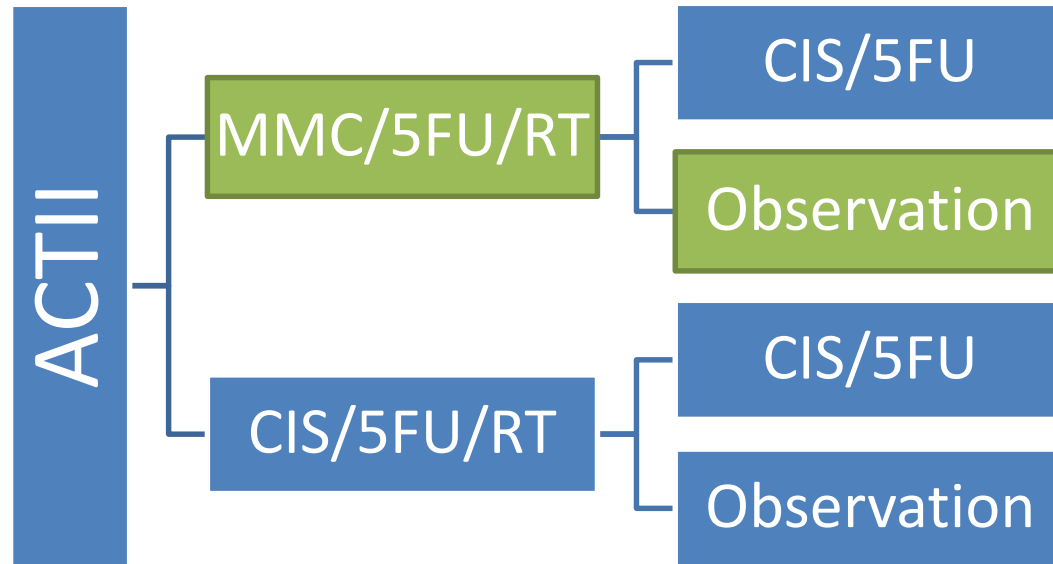 ACTII
MMC/5FU/RT
CIS/5FU
Observation
CIS/5FU/RT
CIS/5FU
Observation